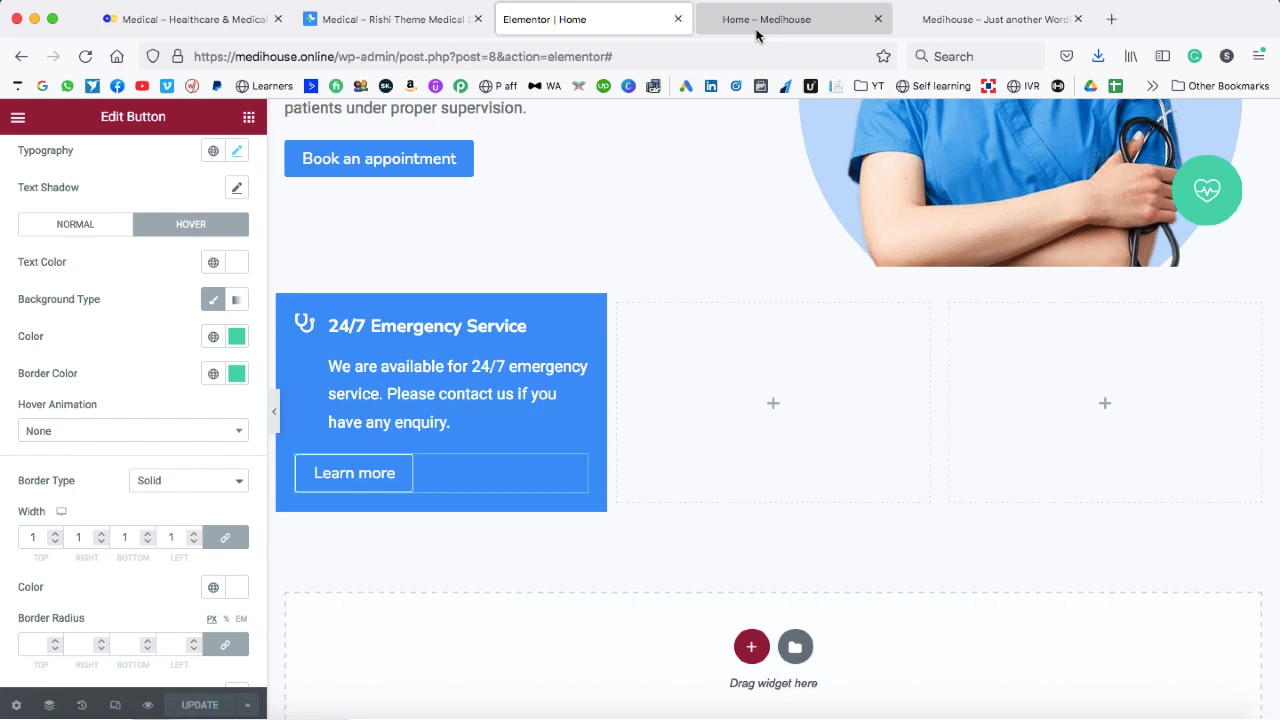 Medical – Healthcare & Medical
Medical – Rishi Theme Medical D
Elementor | Home
Home – Medihouse
Medihouse – Just another Word
https://medihouse.online/wp-admin/post.php?post=8&action=elementor#
Search
Learners
P aff
WA
YT
Self learning
IVR
Other Bookmarks
Edit Button
Typography
Text Shadow
NORMAL
HOVER
Text Color
Background Type
Color
Border Color
Hover Animation
None
Border Type
Solid
Width
1
1
1
1
TOP
RIGHT
BOTTOM
LEFT
Color
Border Radius
PX
%
EM
TOP
RIGHT
BOTTOM
LEFT
UPDATE
patients under proper supervision.
Book an appointment
24/7 Emergency Service
We are available for 24/7 emergency
service. Please contact us if you
have any enquiry.
Learn more
Drag widget here